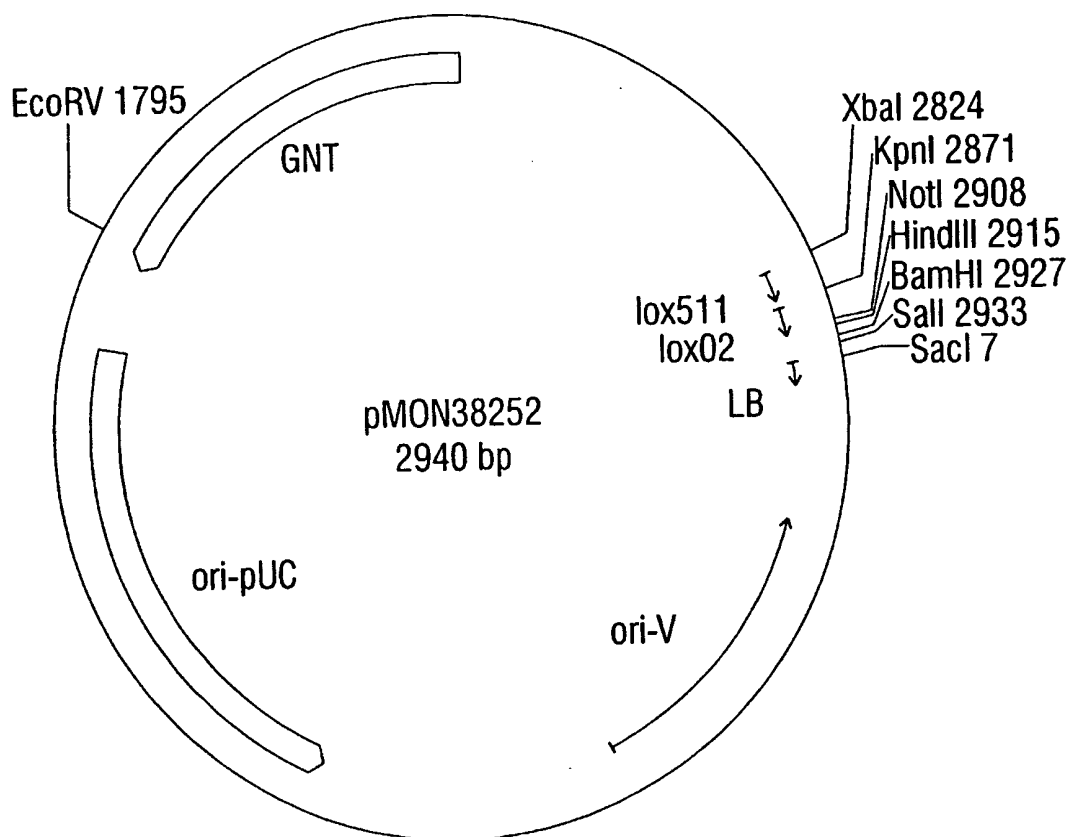 EcoRV 1795
GNT
XbaI 2824
KpnI 2871
NotI 2908
HindIII 2915
BamHI 2927
SalI 2933
SacI 7
lox511
lox02
LB
pMON38252
2940 bp
ori-pUC
ori-V